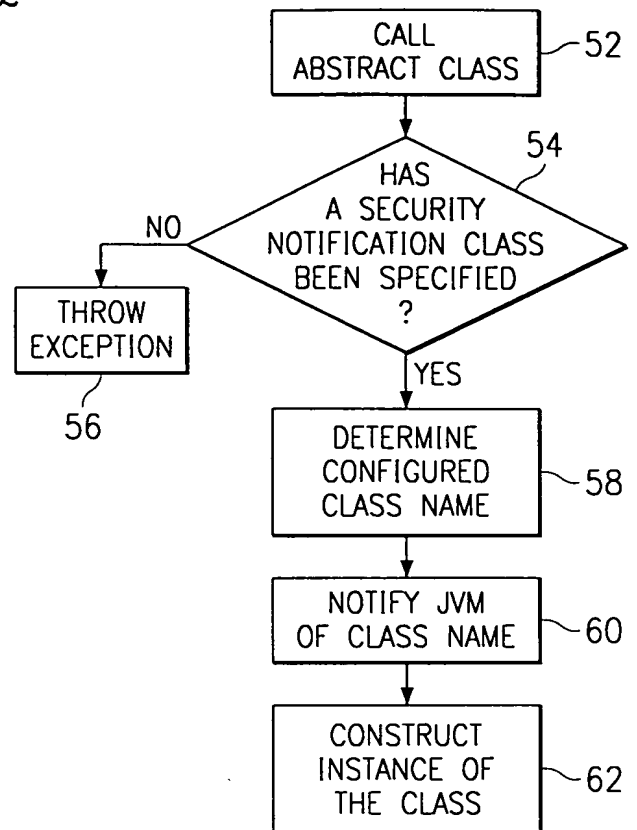 CALL
ABSTRACT CLASS
52
54
HAS
A SECURITY
NOTIFICATION CLASS
BEEN SPECIFIED
?
NO
THROW
EXCEPTION
56
YES
DETERMINE
CONFIGURED
CLASS NAME
58
NOTIFY JVM
OF CLASS NAME
60
CONSTRUCT
INSTANCE OF
THE CLASS
62